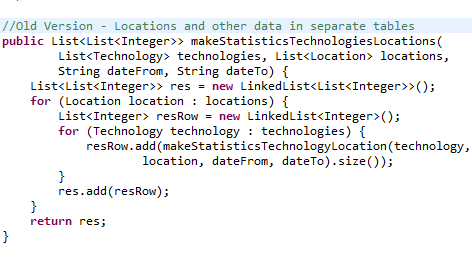 //Old Version - Locations and other data in separate tables
public List<List<Integer>> makeStatisticsTechnologiesLocations(
        List<Technology> technologies, List<Location> locations,
        String dateFrom, String dateTo) {
    List<List<Integer>> res = new LinkedList<List<Integer>>();
    for (Location location : locations) {
        List<Integer> resRow = new LinkedList<Integer>();
        for (Technology technology : technologies) {
            resRow.add(makeStatisticsTechnologyLocation(technology,
                    location, dateFrom, dateTo).size());
        }
        res.add(resRow);
    }
    return res;
}